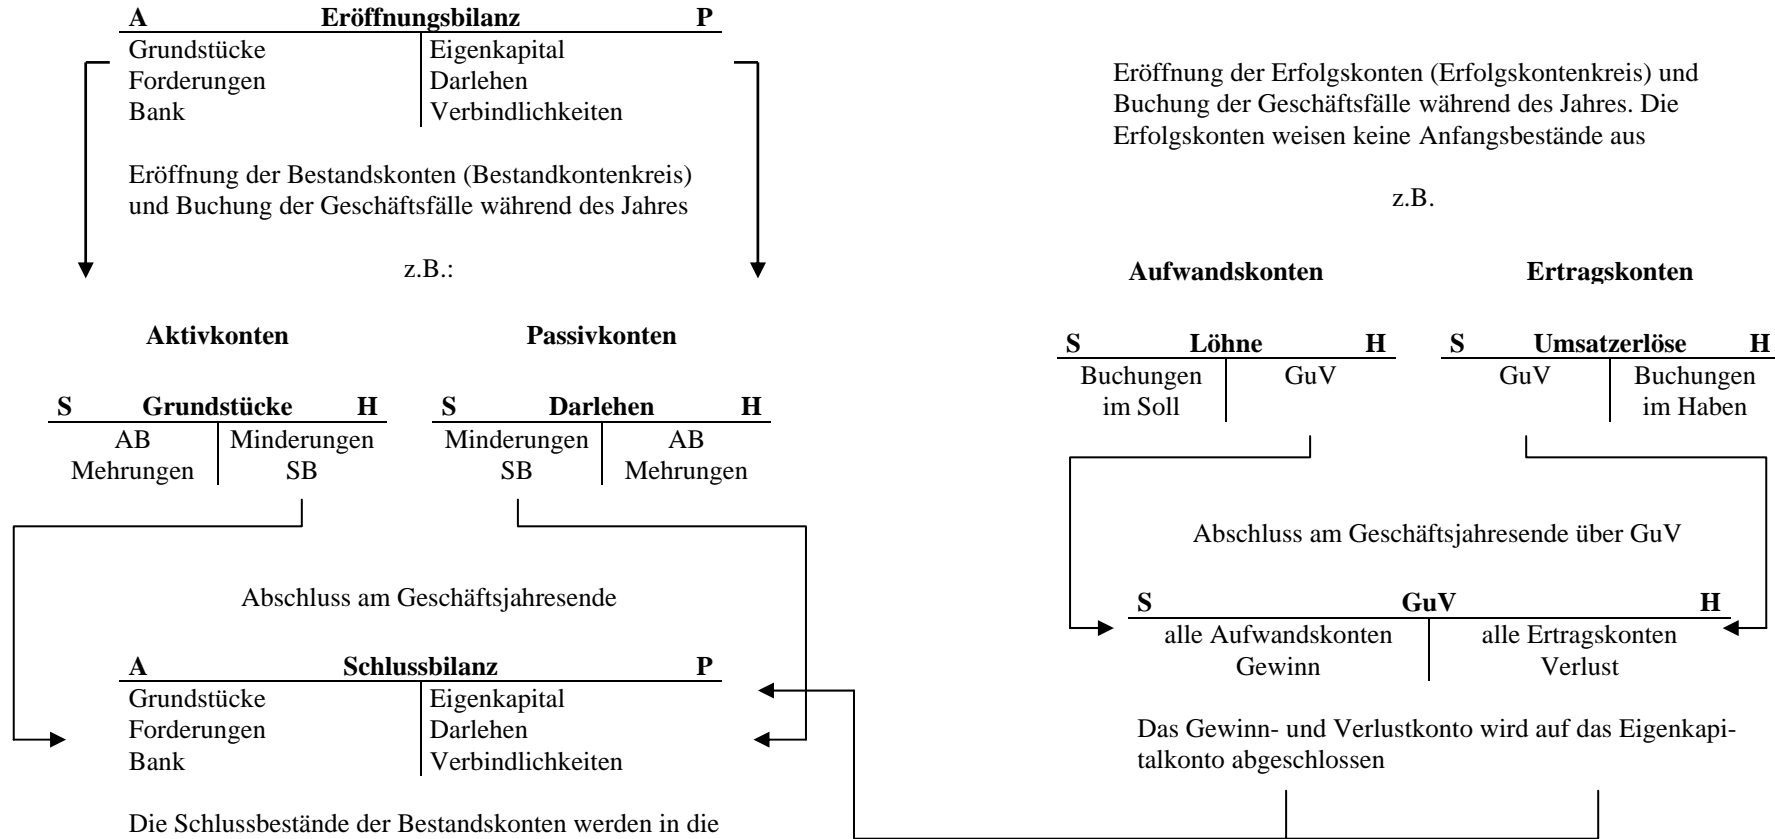 A Eröffnungsbilanz P
Grundstücke Eigenkapital
Forderungen Darlehen
Bank Verbindlichkeiten
Eröffnung der Bestandskonten (Bestandkontenkreis)
und Buchung der Geschäftsfälle während des Jahres
z.B.:
Aktivkonten Passivkonten
S Grundstücke H
AB Minderungen
Mehrungen SB
S Darlehen H
Minderungen AB
SB Mehrungen
Abschluss am Geschäftsjahresende
A Schlussbilanz P
Grundstücke Eigenkapital
Forderungen Darlehen
Bank Verbindlichkeiten
Die Schlussbestände der Bestandskonten werden in die
Eröffnung der Erfolgskonten (Erfolgskontenkreis) und
Buchung der Geschäftsfälle während des Jahres. Die
Erfolgskonten weisen keine Anfangsbestände aus
z.B.
Aufwandskonten Ertragskonten
S Löhne H
Buchungen GuV
im Soll
S Umsatzerlöse H
GuV Buchungen
im Haben
Abschluss am Geschäftsjahresende über GuV
S GuV H
alle Aufwandskonten alle Ertragskonten
Gewinn Verlust
Das Gewinn- und Verlustkonto wird auf das Eigenkapi-
talkonto abgeschlossen